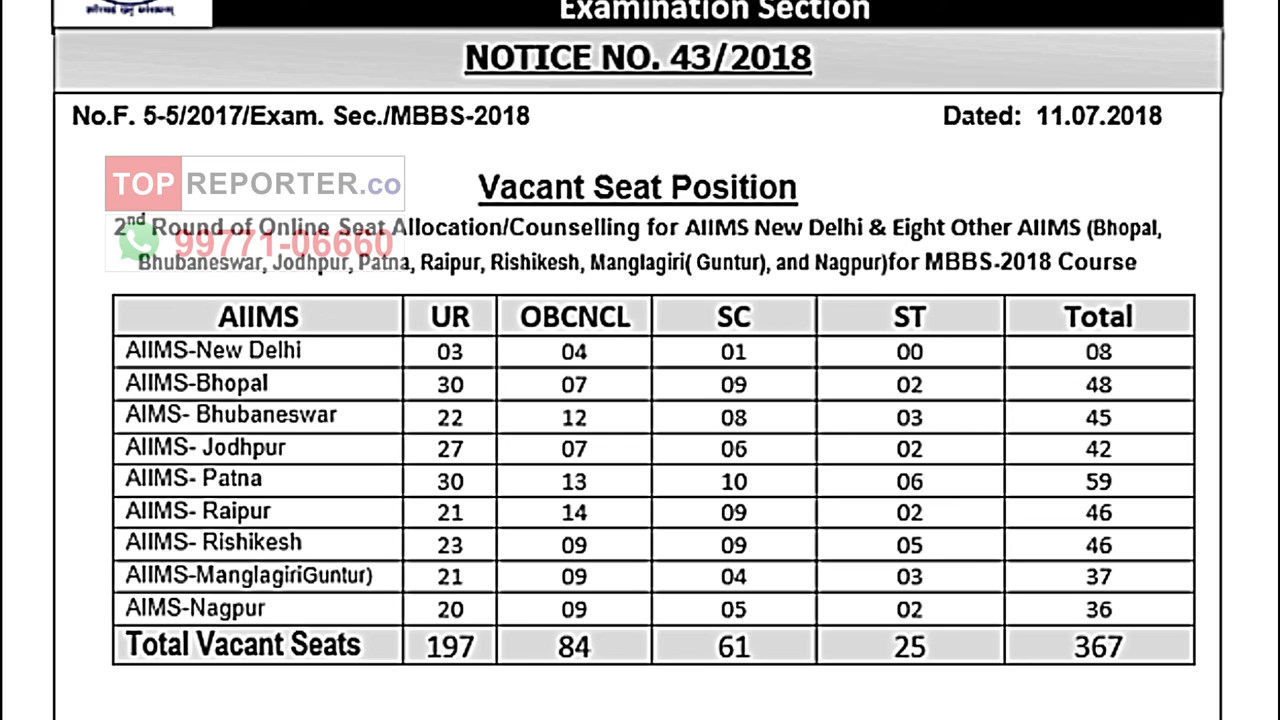 Examination Section
NOTICE NO. 43/2018
No.F. 5-5/2017/Exam. Sec./MBBS-2018 Dated: 11.07.2018
TOP REPORTER.co
Vacant Seat Position
2nd Round of Online Seat Allocation/Counselling for AIIMS New Delhi & Eight Other AIIMS (Bhopal,
99771-06660
Bhubaneswar, Jodhpur, Patna, Raipur, Rishikesh, Manglagiri( Guntur), and Nagpur)for MBBS-2018 Course
AIIMS UR OBCNCL SC ST Total
AIIMS-New Delhi 03 04 01 00 08
AIIMS-Bhopal 30 07 09 02 48
AIMS- Bhubaneswar 22 12 08 03 45
AIIMS- Jodhpur 27 07 06 02 42
AIIMS- Patna 30 13 10 06 59
AIIMS- Raipur 21 14 09 02 46
AIIMS- Rishikesh 23 09 09 05 46
AIIMS-ManglagiriGuntur) 21 09 04 03 37
AIMS-Nagpur 20 09 05 02 36
Total Vacant Seats 197 84 61 25 367